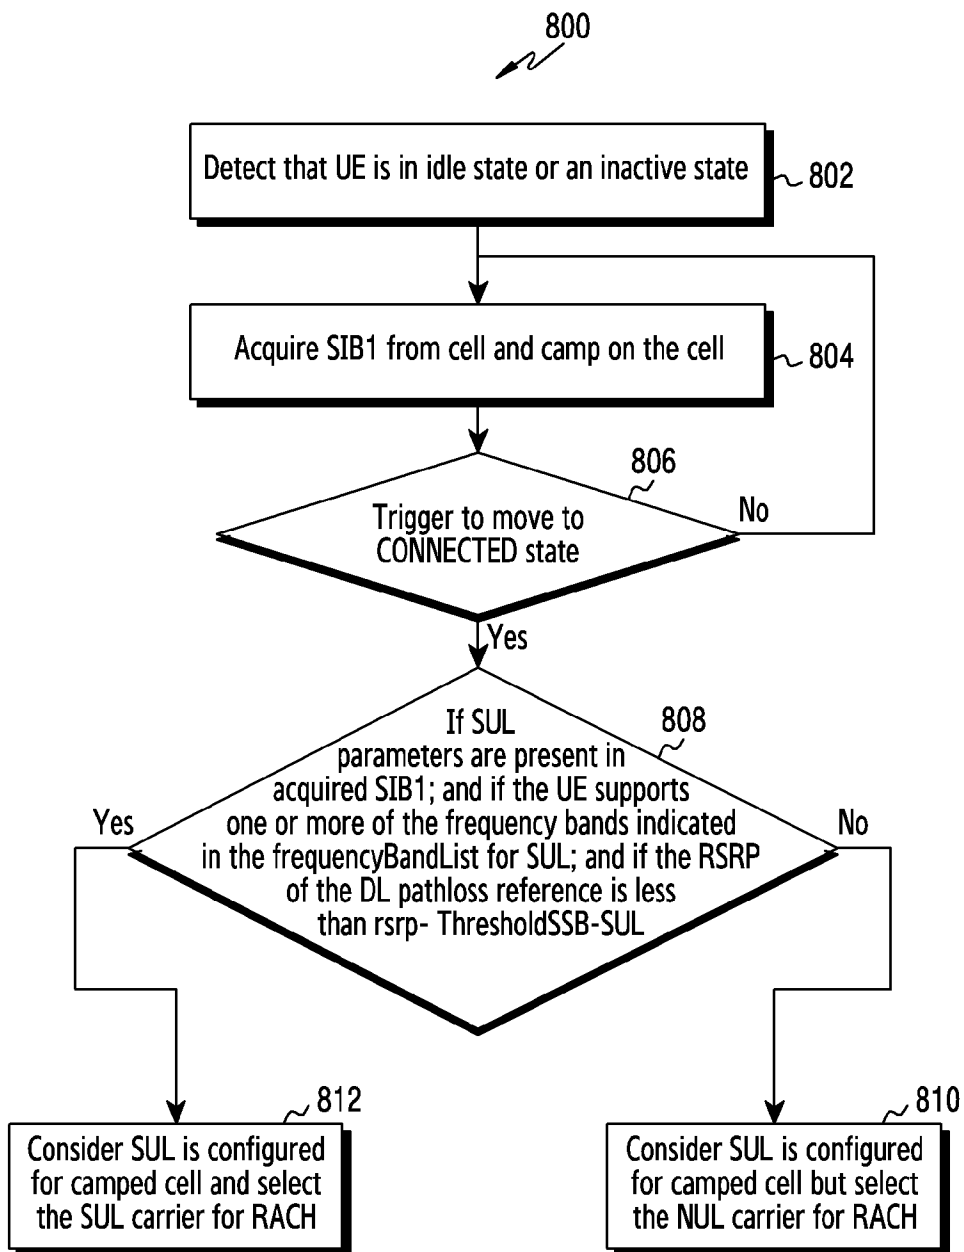 800
Detect that UE is in idle state or an inactive state
802
Acquire SIB1 from cell and camp on the cell
804
806
Trigger to move to
CONNECTED state
No
Yes
808
If SUL
parameters are present in
acquired SIB1; and if the UE supports
one or more of the frequency bands indicated
in the frequencyBandList for SUL; and if the RSRP
of the DL pathloss reference is less
than rsrp- ThresholdSSB-SUL
Yes
No
812
Consider SUL is configured
for camped cell and select
the SUL carrier for RACH
810
Consider SUL is configured
for camped cell but select
the NUL carrier for RACH